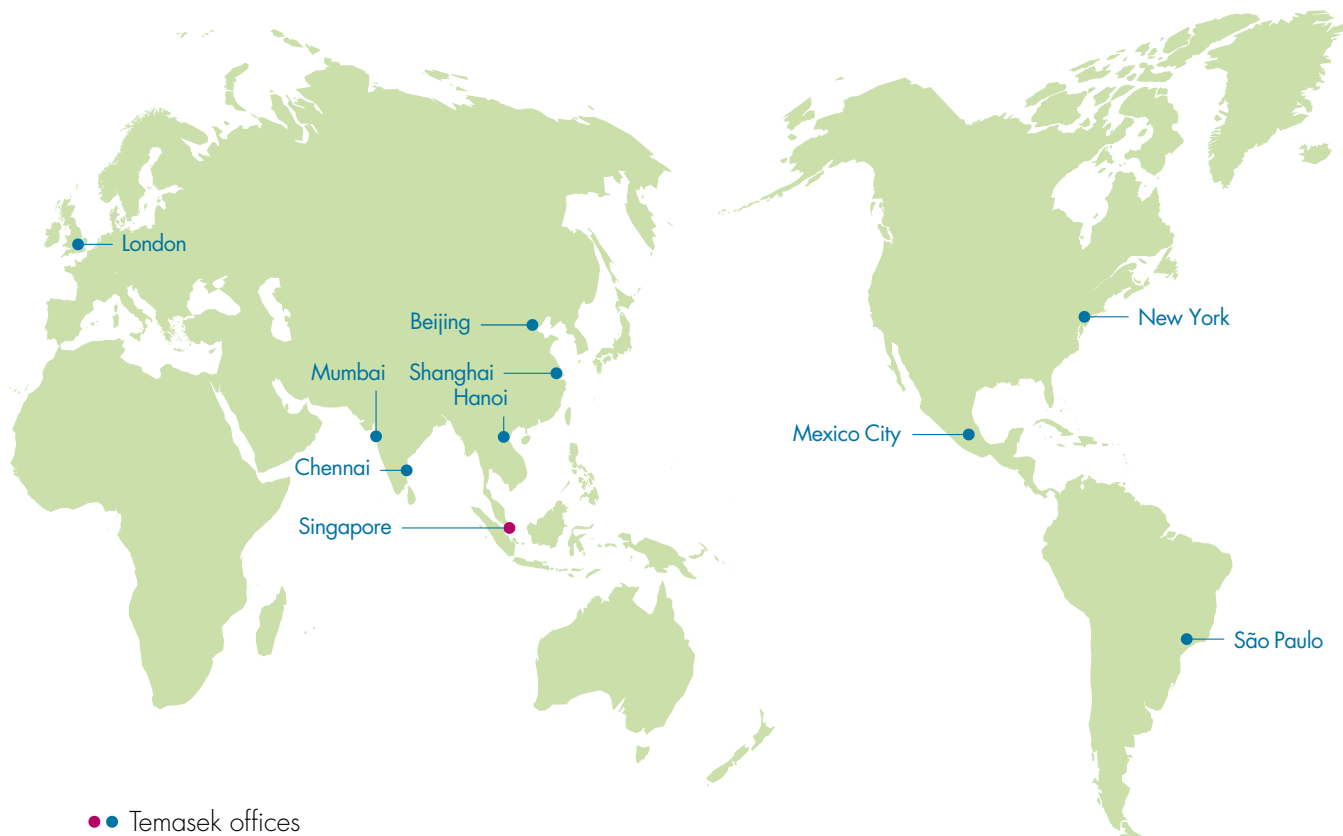 London
Beijing
New York
Mumbai
Shanghai
Hanoi
Mexico City
Chennai
Singapore
São Paulo
Temasek offices